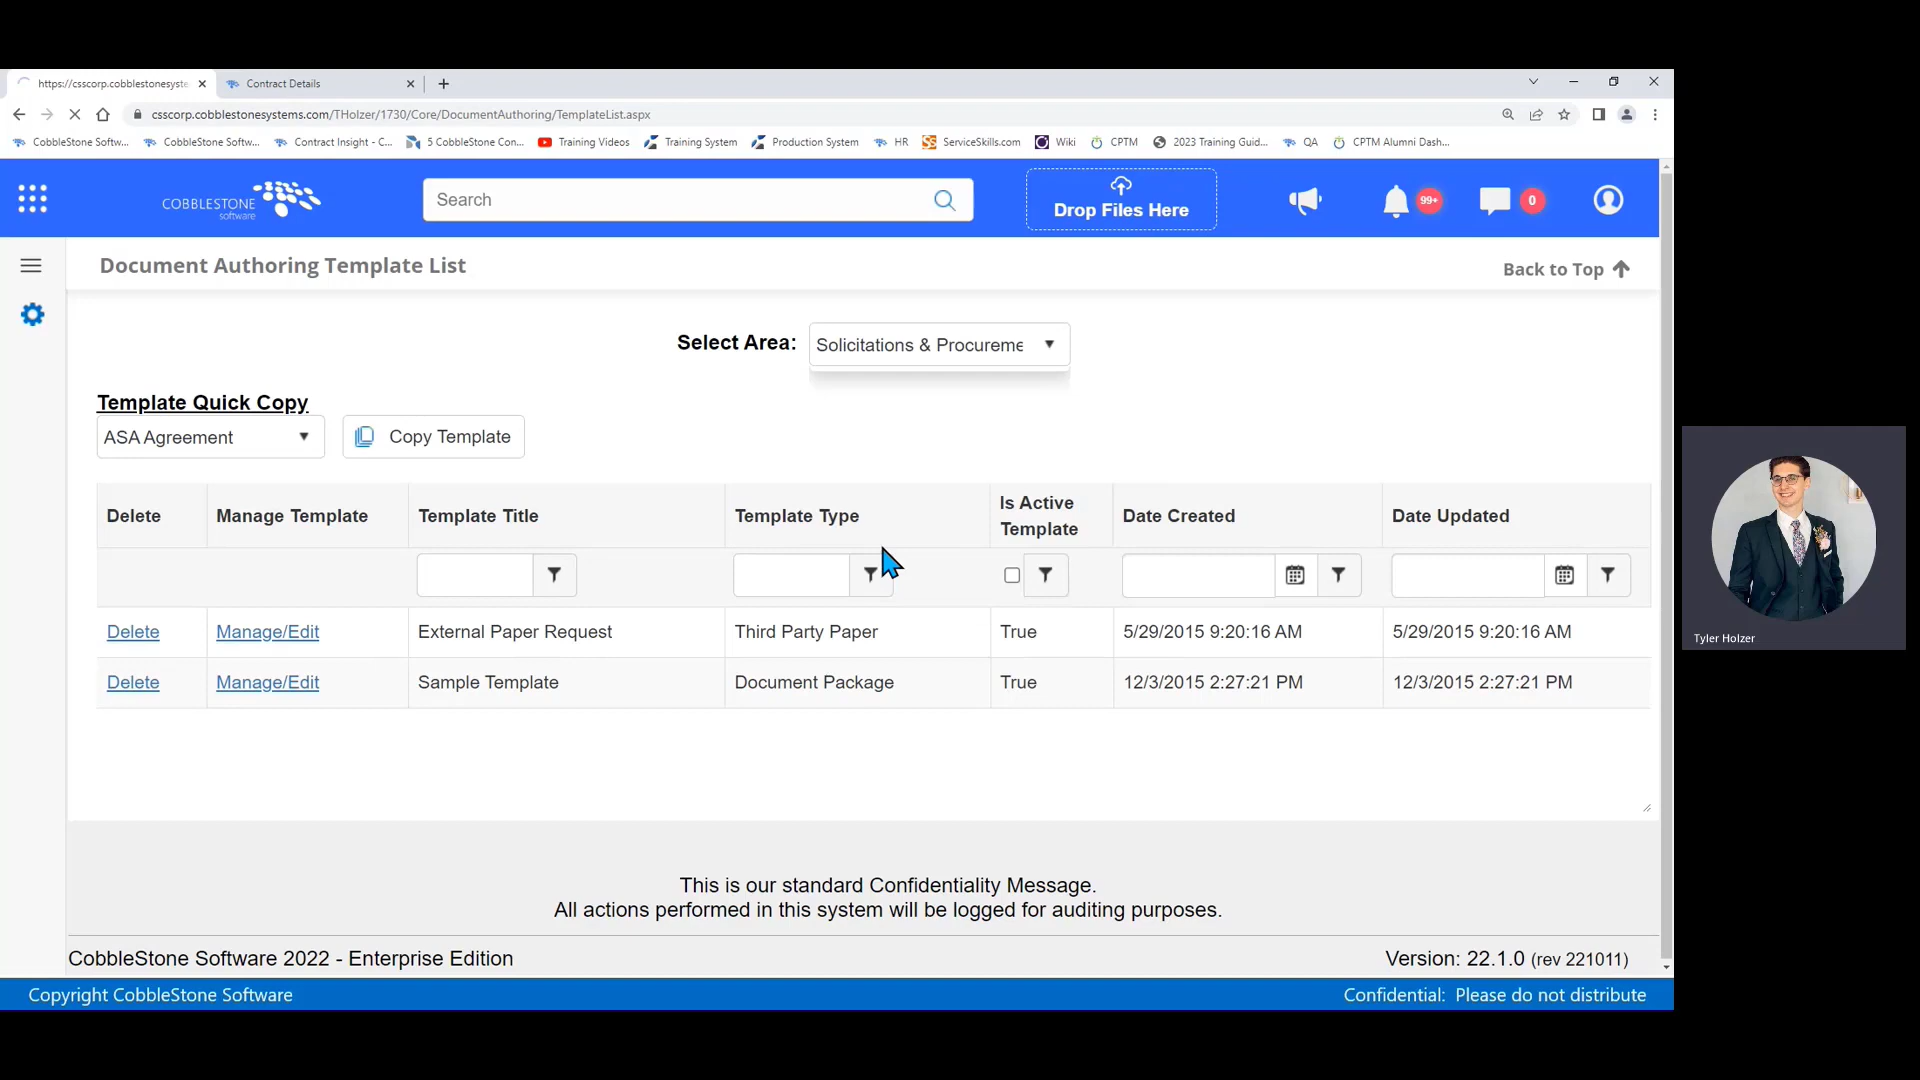 https://csscorp.cobblestonesyste
Contract Details
csscorp.cobblestonesystems.com/THolzer/1730/Core/DocumentAuthoring/TemplateList.aspx
CobbleStone Softw... CobbleStone Softw... Contract Insight - C... 5 CobbleStone Con... Training Videos Training System Production System HR ServiceSkills.com Wiki CPTM 2023 Training Guid... QA CPTM Alumni Dash...
COBBLESTONE
software
Search
Drop Files Here
99+
0
Document Authoring Template List
Back to Top
Select Area: Solicitations & Procureme
Template Quick Copy
ASA Agreement Copy Template
Delete Manage Template Template Title Template Type Is Active Template Date Created Date Updated
Delete Manage/Edit External Paper Request Third Party Paper True 5/29/2015 9:20:16 AM 5/29/2015 9:20:16 AM
Delete Manage/Edit Sample Template Document Package True 12/3/2015 2:27:21 PM 12/3/2015 2:27:21 PM
Tyler Holzer
This is our standard Confidentiality Message.
All actions performed in this system will be logged for auditing purposes.
CobbleStone Software 2022 - Enterprise Edition Version: 22.1.0 (rev 221011)
Copyright CobbleStone Software Confidential: Please do not distribute